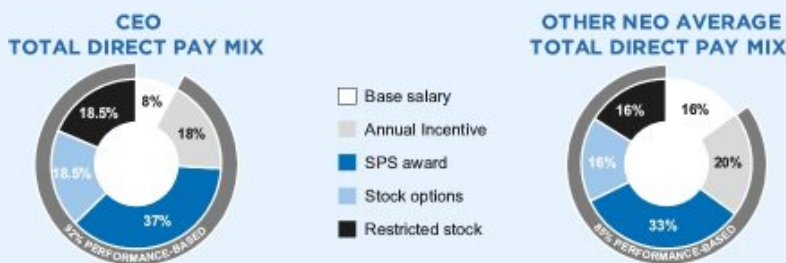 CEO
TOTAL DIRECT PAY MIX
18.5%
8%
18%
18.5%
37%
92% PERFORMANCE-BASED
Base salary
Annual Incentive
SPS award
Stock options
Restricted stock
OTHER NEO AVERAGE
TOTAL DIRECT PAY MIX
16%
16%
16%
20%
33%
85% PERFORMANCE-BASED